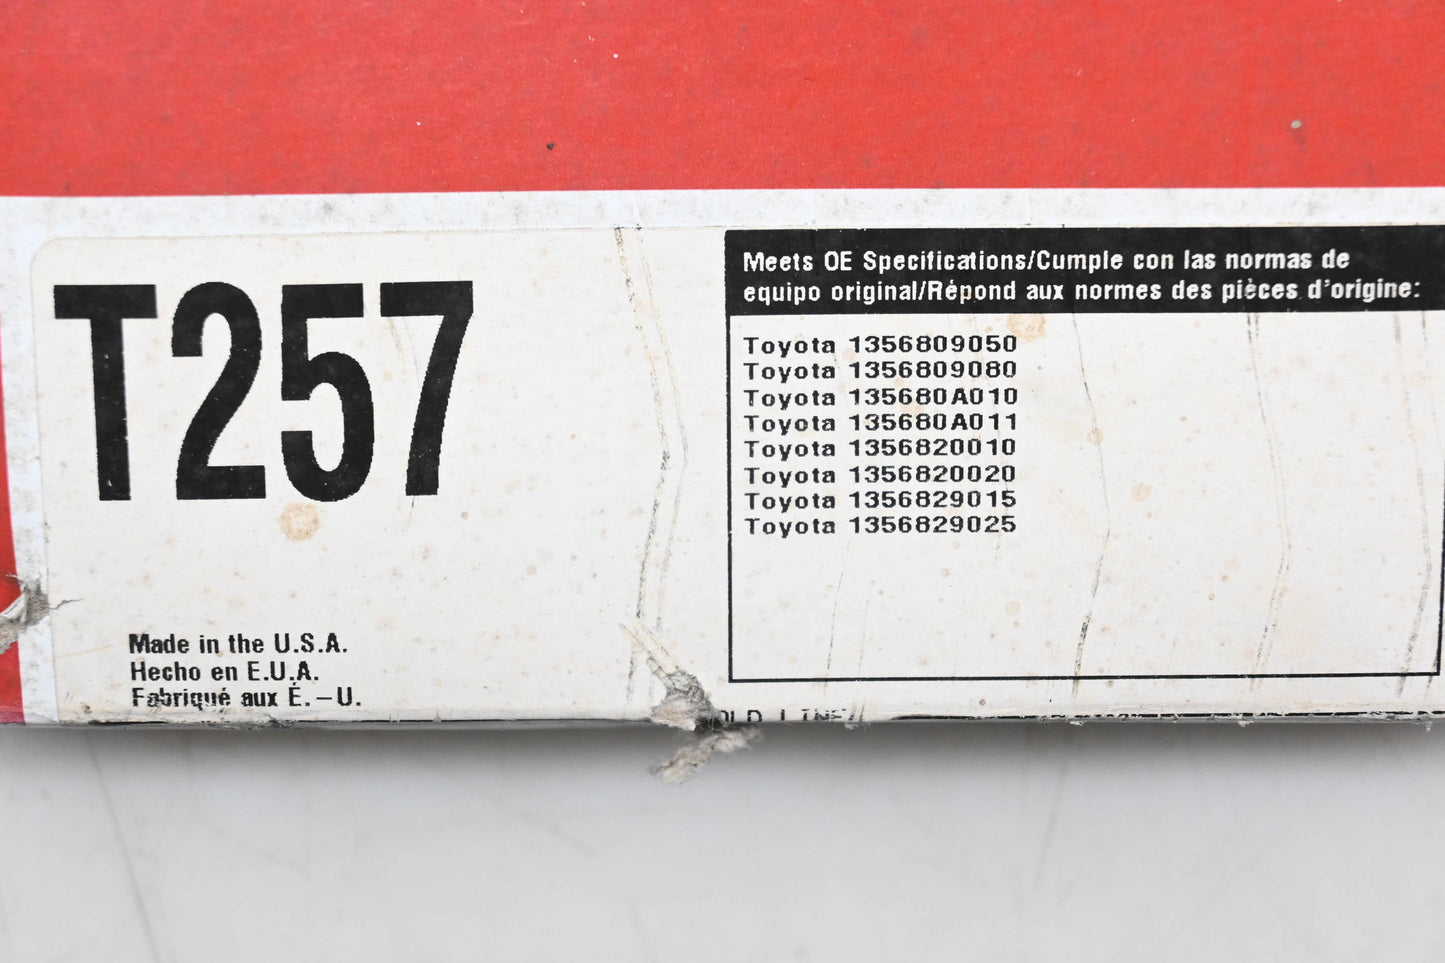 T257
Made in the U.S.A.
Hecho en E.U.A.
Fabriqué aux É.-U.
Meets OE Specifications/Cumple con las normas de
equipo original/Répond aux normes des pièces d'origine:
Toyota 1356809050
Toyota 1356809080
Toyota 135680A010
Toyota 135680A011
Toyota 1356820010
Toyota 1356820020
Toyota 1356829015
Toyota 1356829025